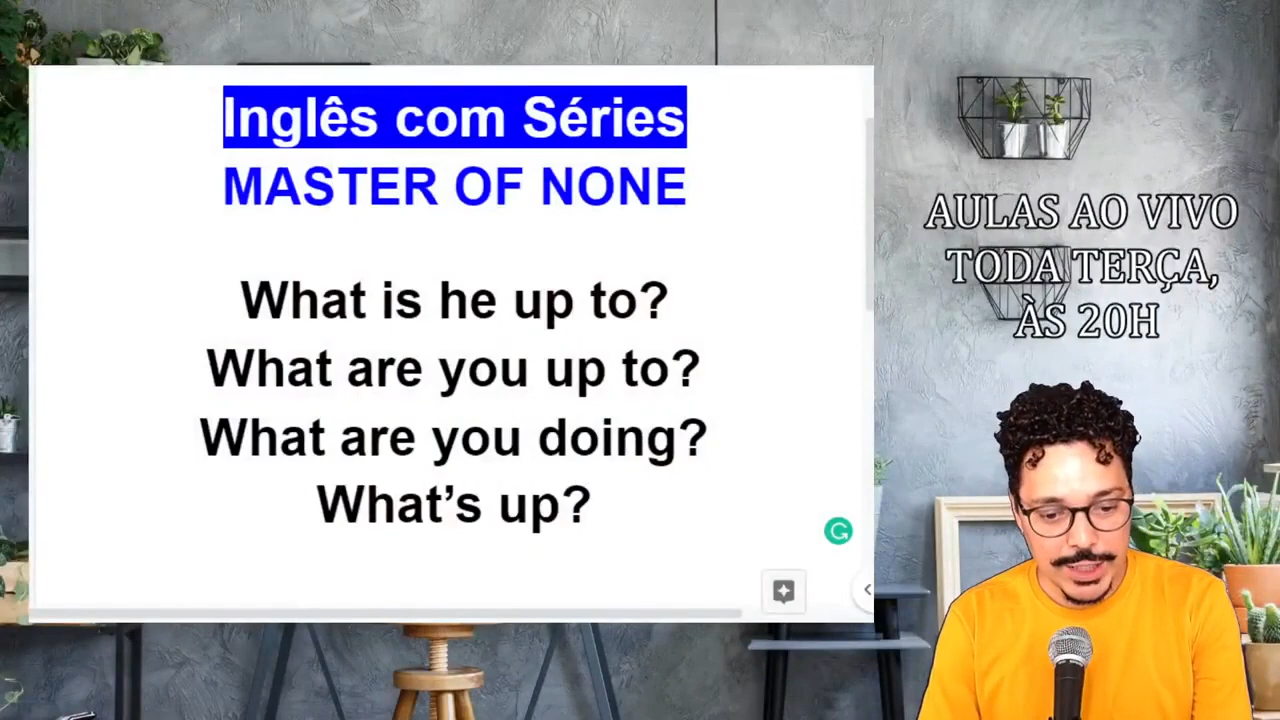 Inglês com Séries
MASTER OF NONE
What is he up to?
What are you up to?
What are you doing?
What's up?
AULAS AO VIVO
TODA TERÇA,
ÀS 20H